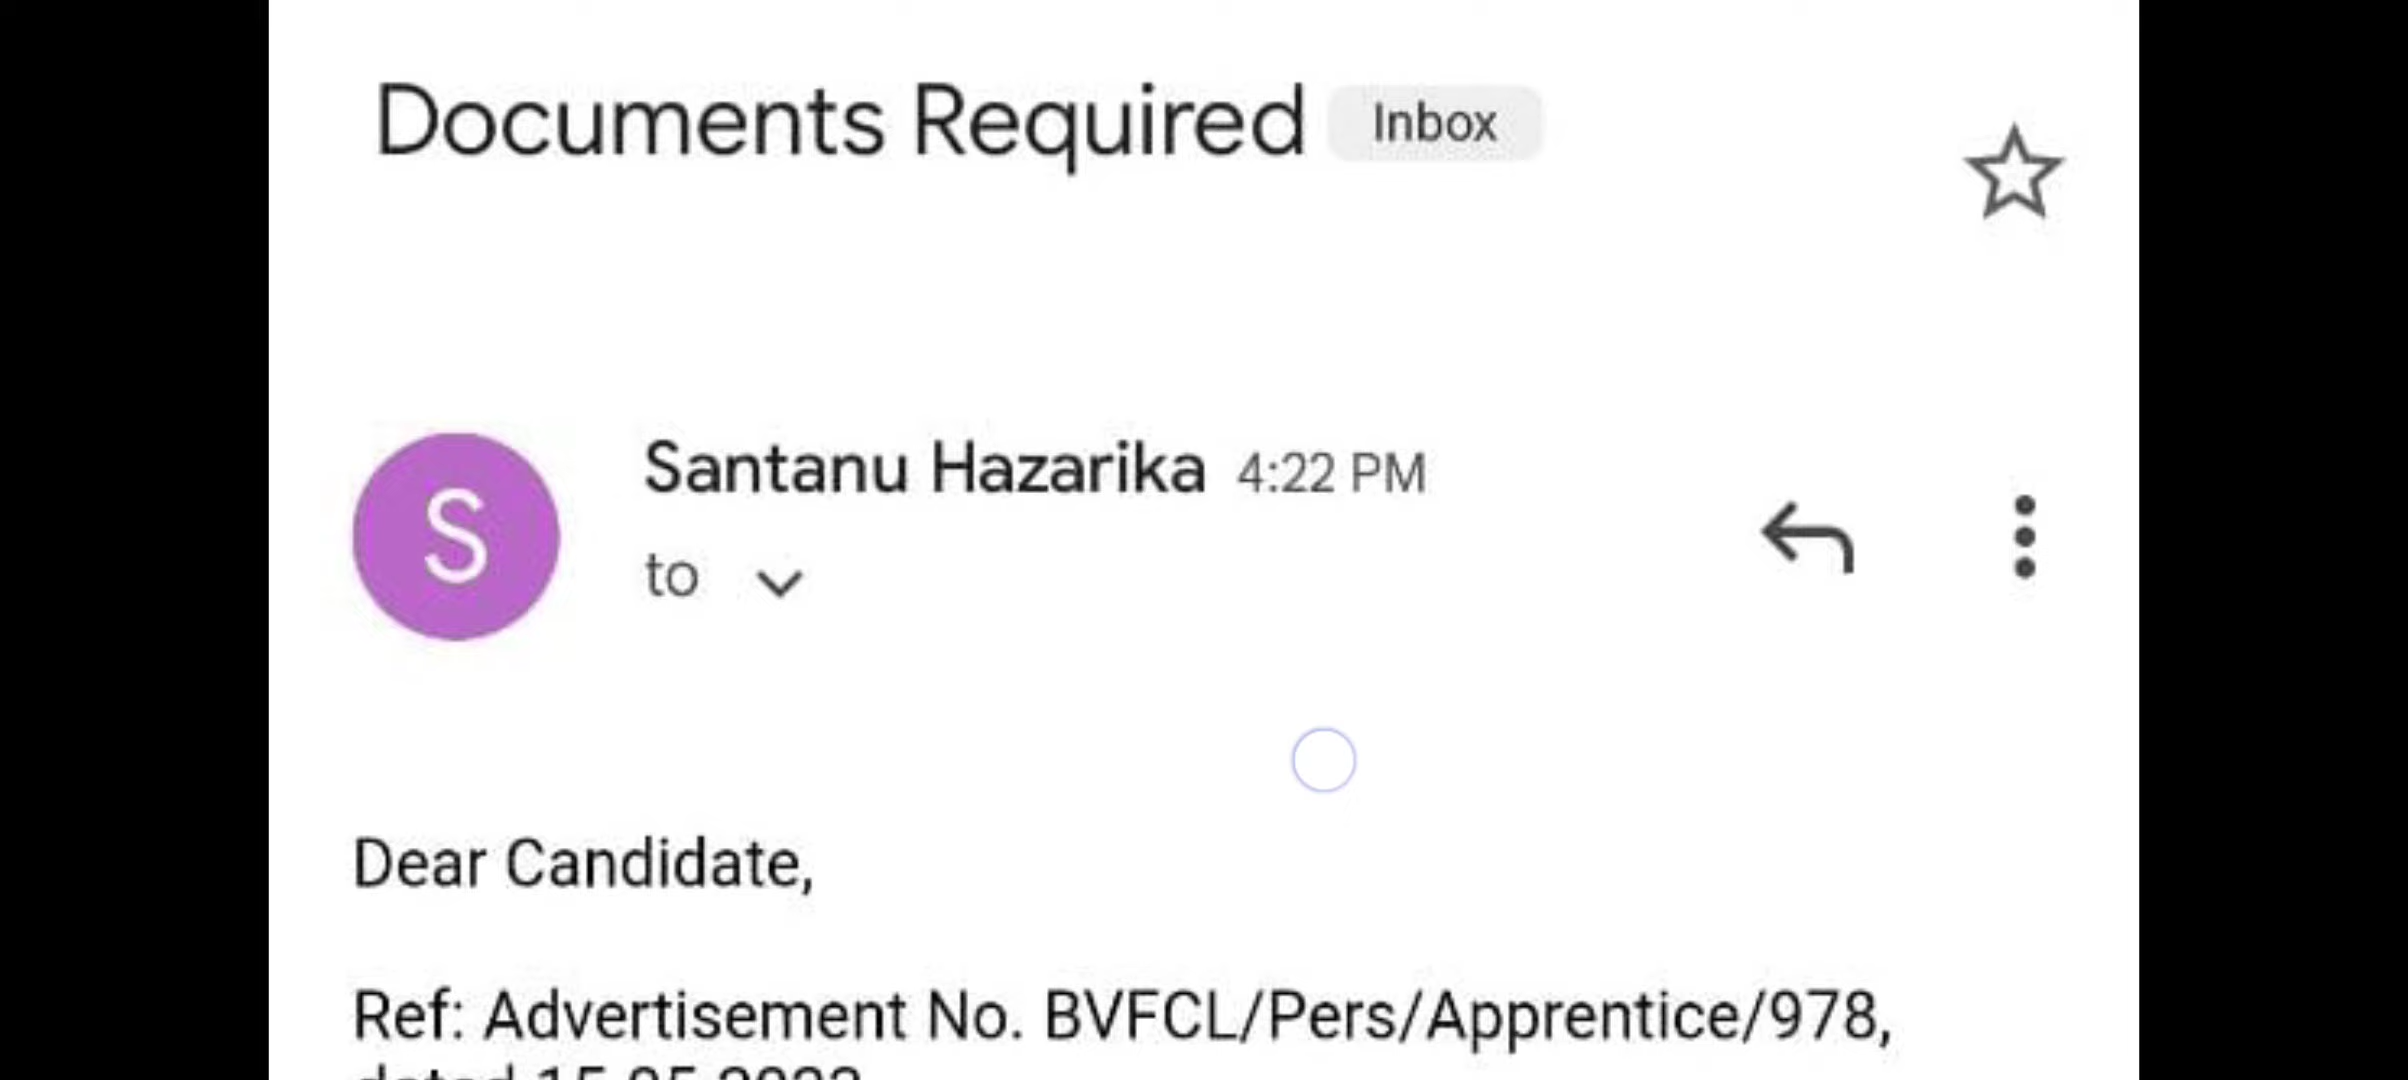 Documents Required Inbox
S
Santanu Hazarika 4:22 PM
to
Dear Candidate,
Ref: Advertisement No. BVFCL/Pers/Apprentice/978,